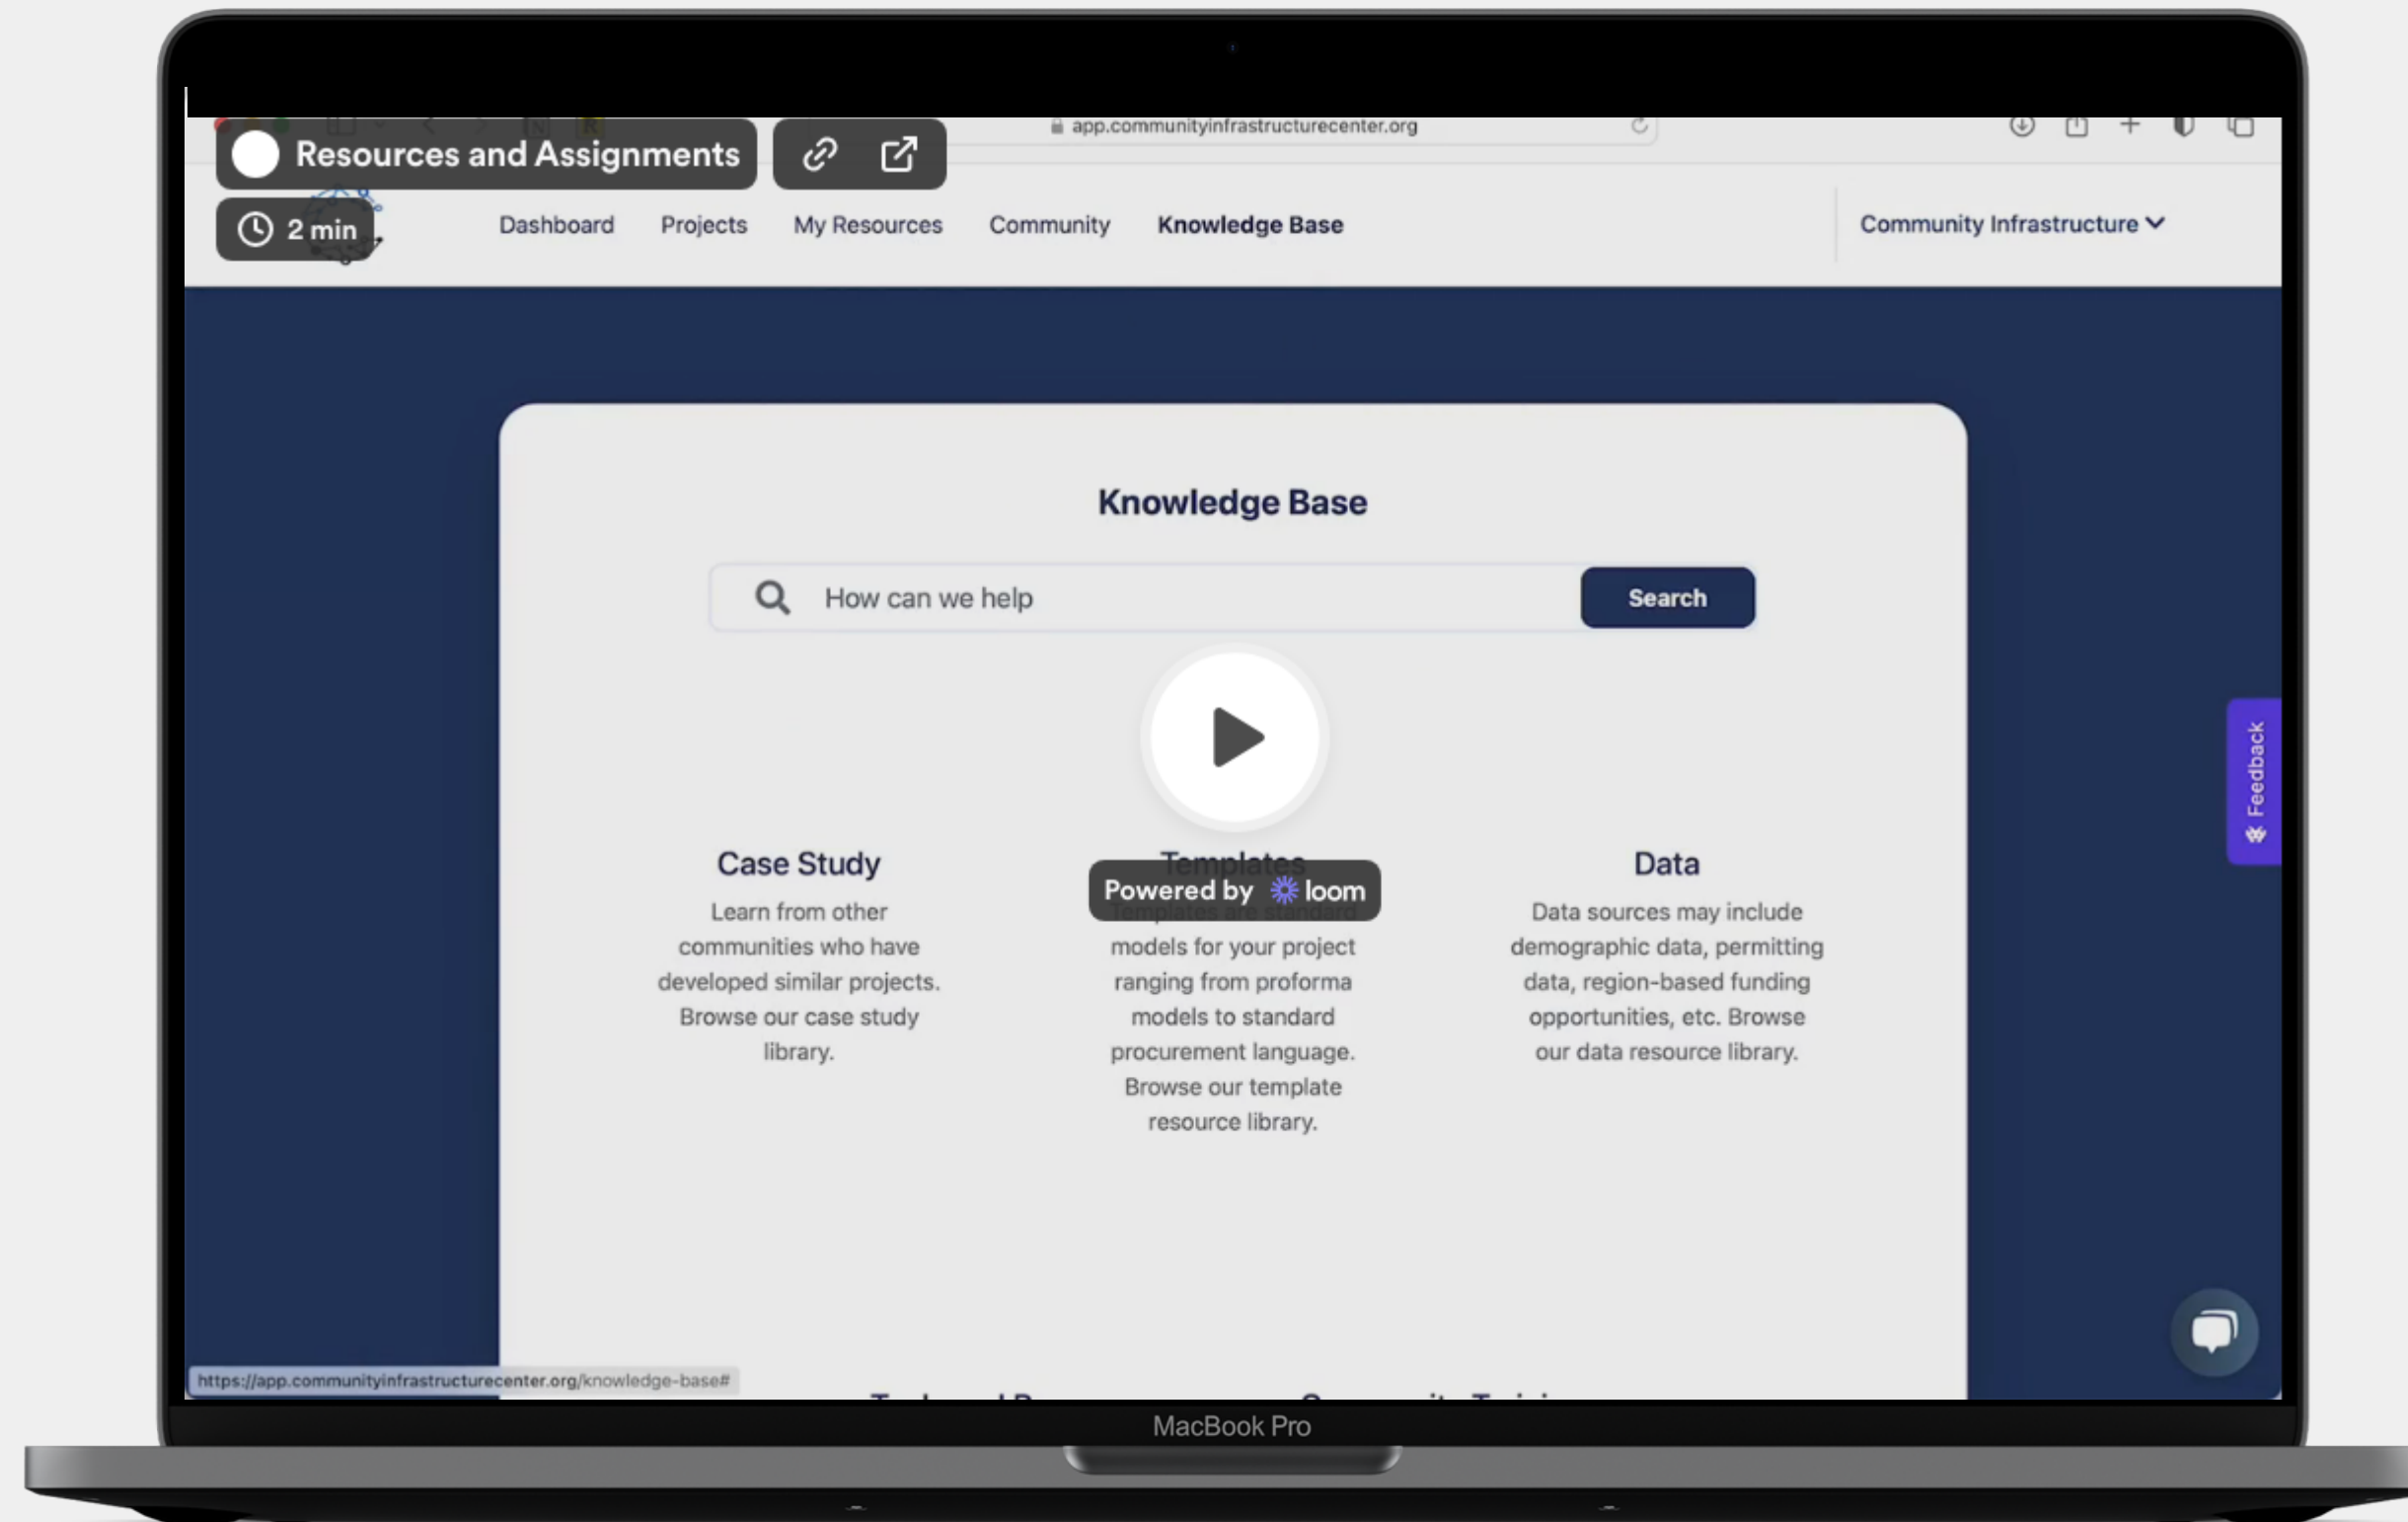 app.communityinfrastructurecenter.org
Resources and Assignments
2 min
Dashboard Projects My Resources Community Knowledge Base Community Infrastructure
Knowledge Base
How can we help
Search
Feedback
Case Study
Learn from other
communities who have
developed similar projects.
Browse our case study
library.
Templates
Powered by loom
Templates are standard
models for your project
ranging from proforma
models to standard
procurement language.
Browse our template
resource library.
Data
Data sources may include
demographic data, permitting
data, region-based funding
opportunities, etc. Browse
our data resource library.
https://app.communityinfrastructurecenter.org/knowledge-base#
MacBook Pro